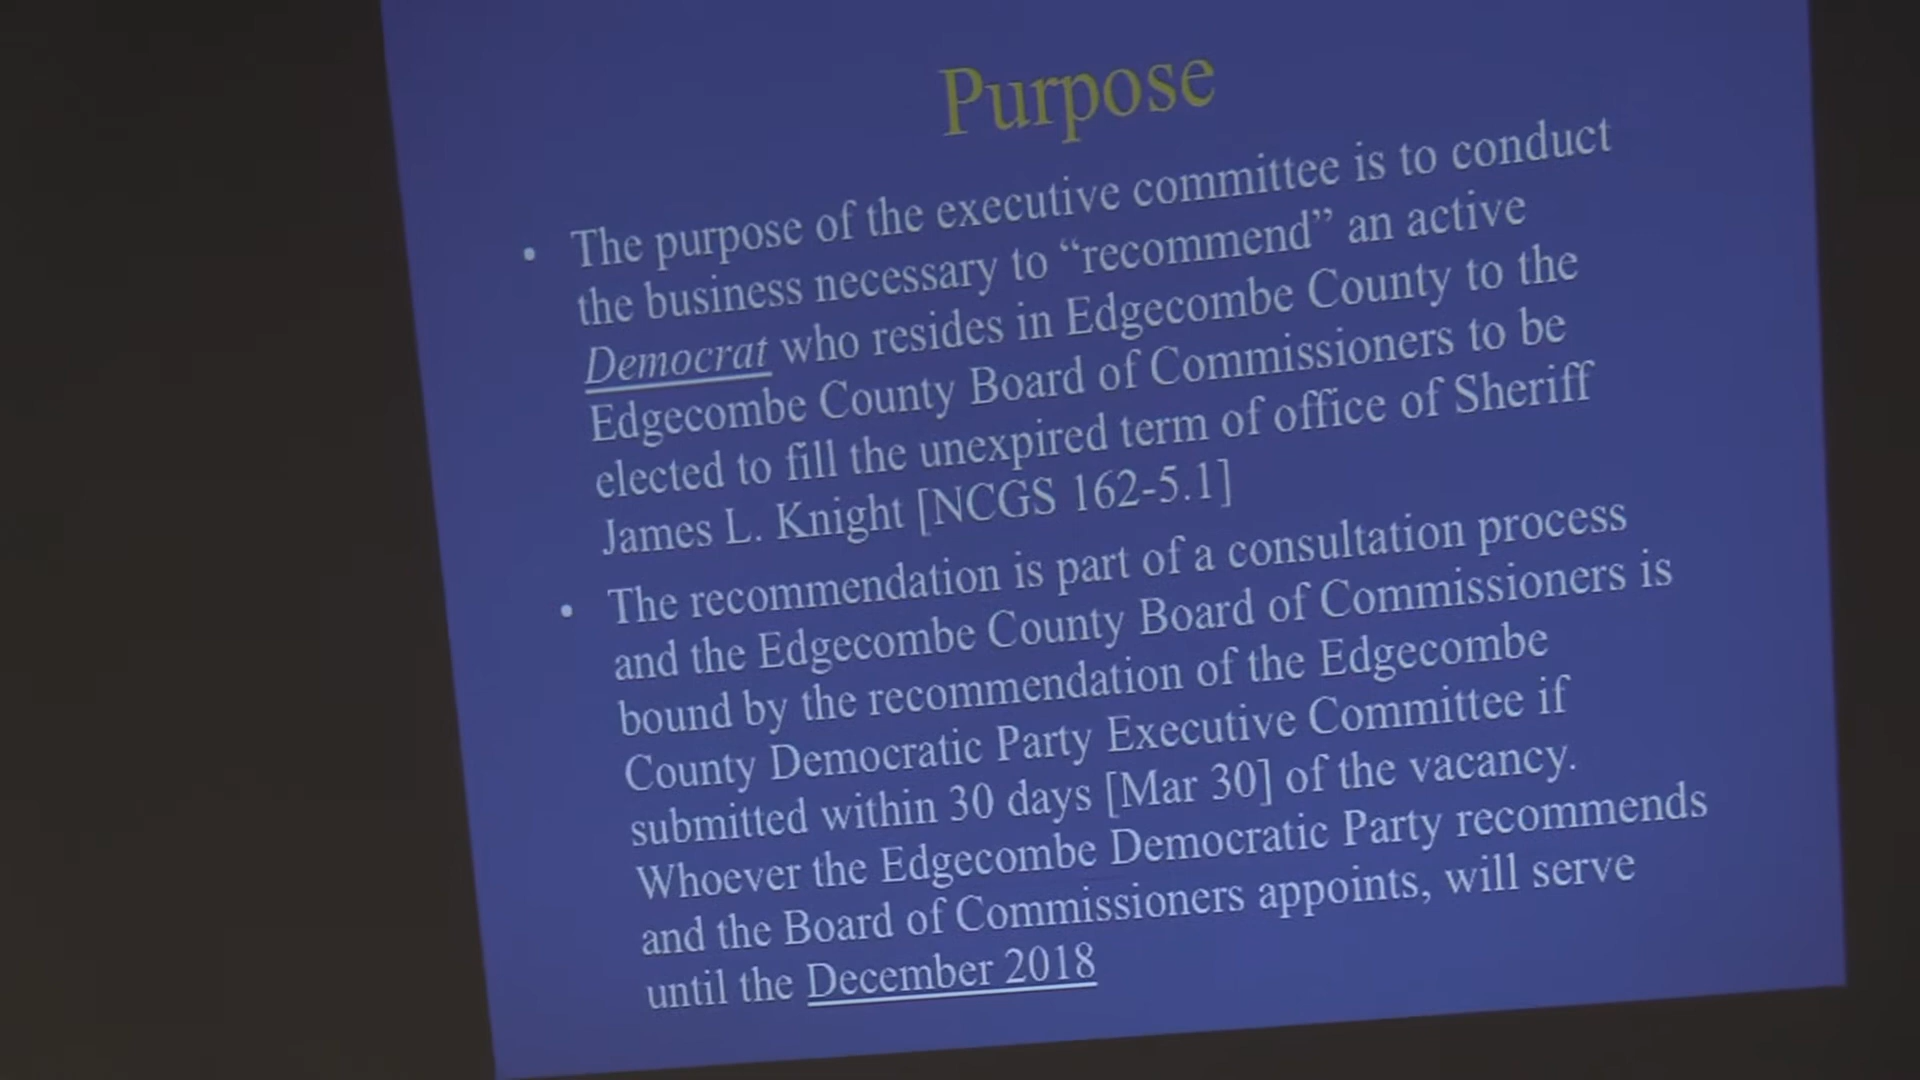 Purpose
• The purpose of the executive committee is to conduct
the business necessary to “recommend” an active
Democrat who resides in Edgecombe County to the
Edgecombe County Board of Commissioners to be
elected to fill the unexpired term of office of Sheriff
James L. Knight [NCGS 162-5.1]
• The recommendation is part of a consultation process
and the Edgecombe County Board of Commissioners is
bound by the recommendation of the Edgecombe
County Democratic Party Executive Committee if
submitted within 30 days [Mar 30] of the vacancy.
Whoever the Edgecombe Democratic Party recommends
and the Board of Commissioners appoints, will serve
until the December 2018